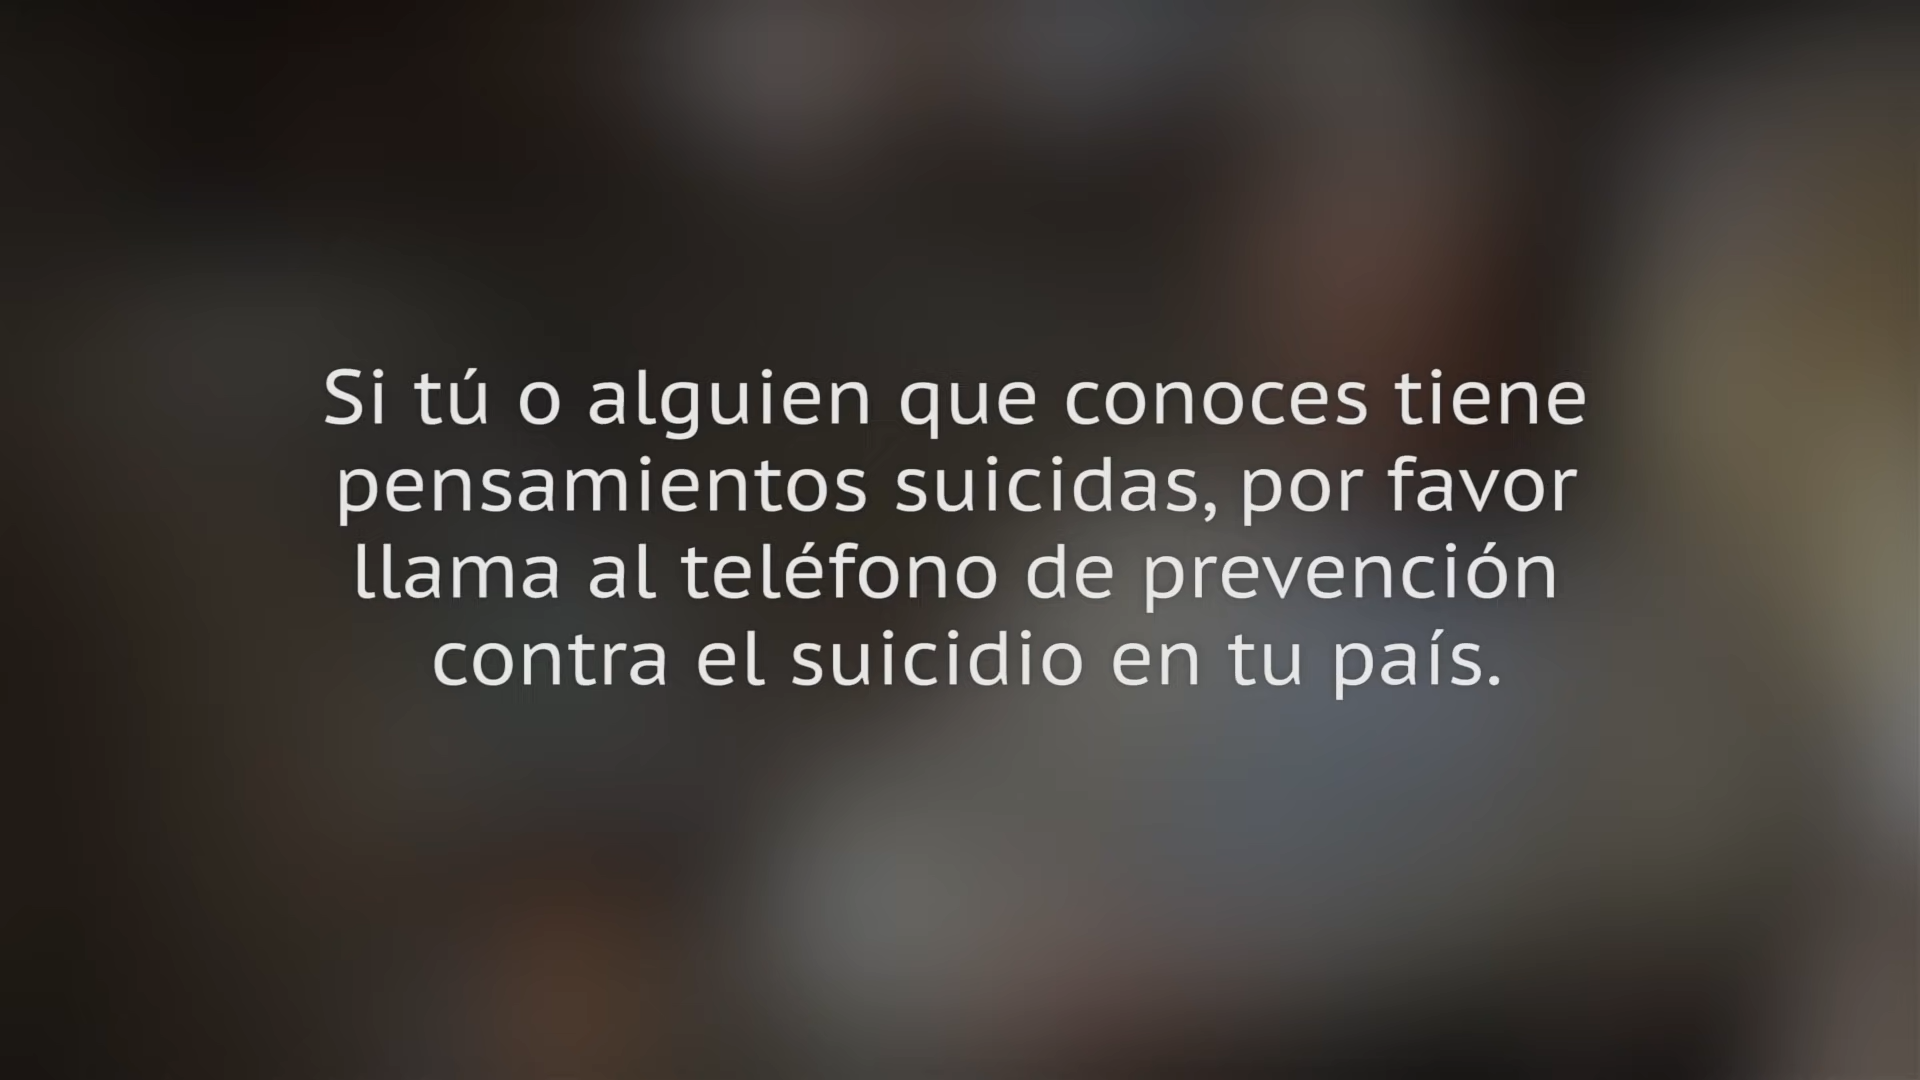 Si tú o alguien que conoces tiene
pensamientos suicidas, por favor
llama al teléfono de prevención
contra el suicidio en tu país.